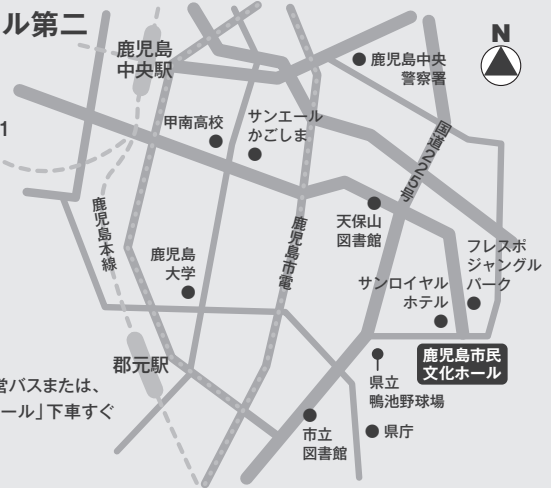 ル第二
鹿児島
中央駅
鹿児島中央
警察署
N
1
甲南高校
サンエール
かごしま
国道225号
鹿児島本線
鹿児島市電
天保山
図書館
フレスポ
ジャングル
パーク
鹿児島
大学
サンロイヤル
ホテル
郡元駅
鹿児島市民
文化ホール
県立
鴨池野球場
営バスまたは、
ール」下車すぐ
市立
図書館
県庁